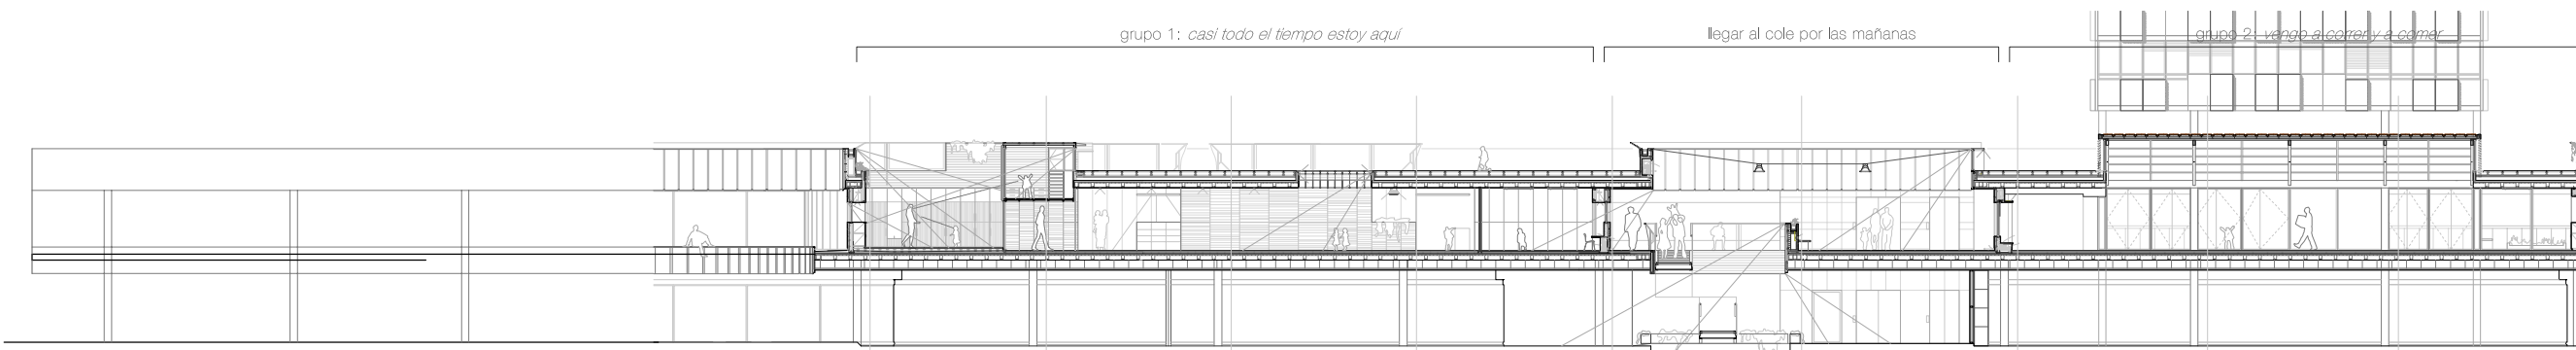 grupo 1: casi todo el tiempo estoy aquí
llegar al cole por las mañanas
grupo 2: vengo a correr y a comer